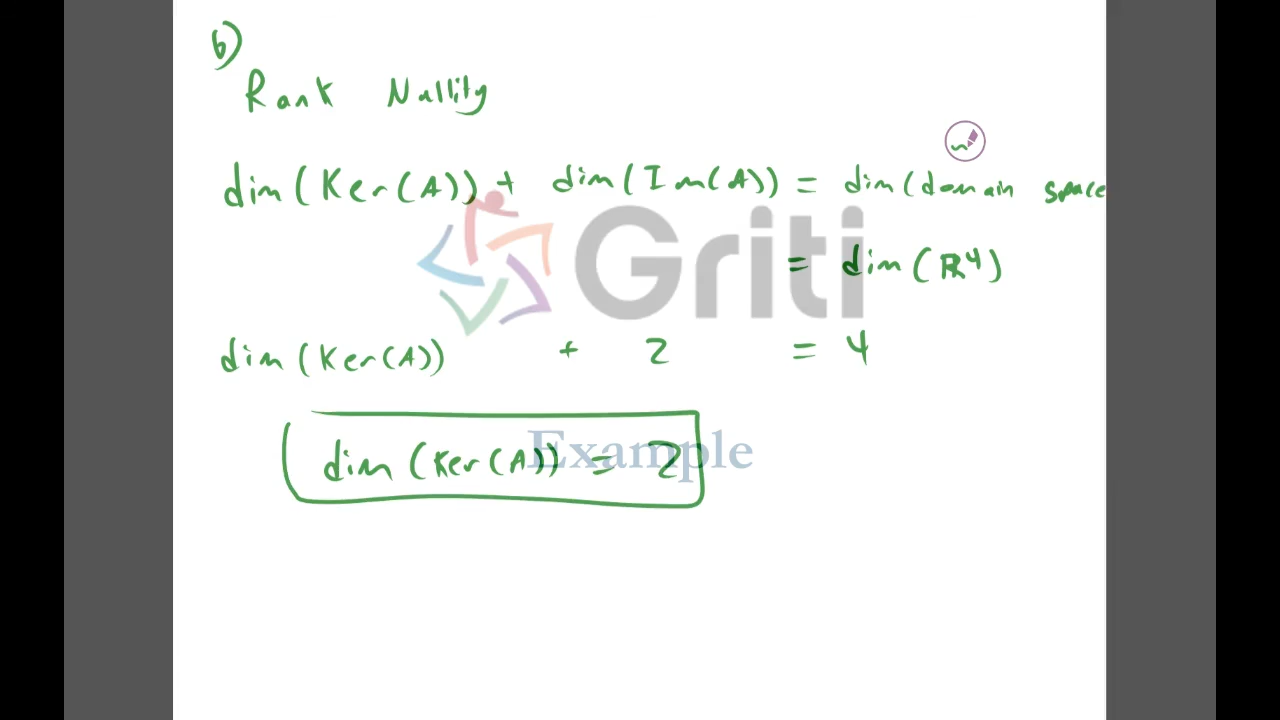 b)
Rank Nullity
dim(Ker(A)) + dim(Im(A)) = dim(domain space
= dim(ℝ⁴)
Griti
dim(Ker(A)) + 2 = 4
dim(Ker(A)) = 2
Example